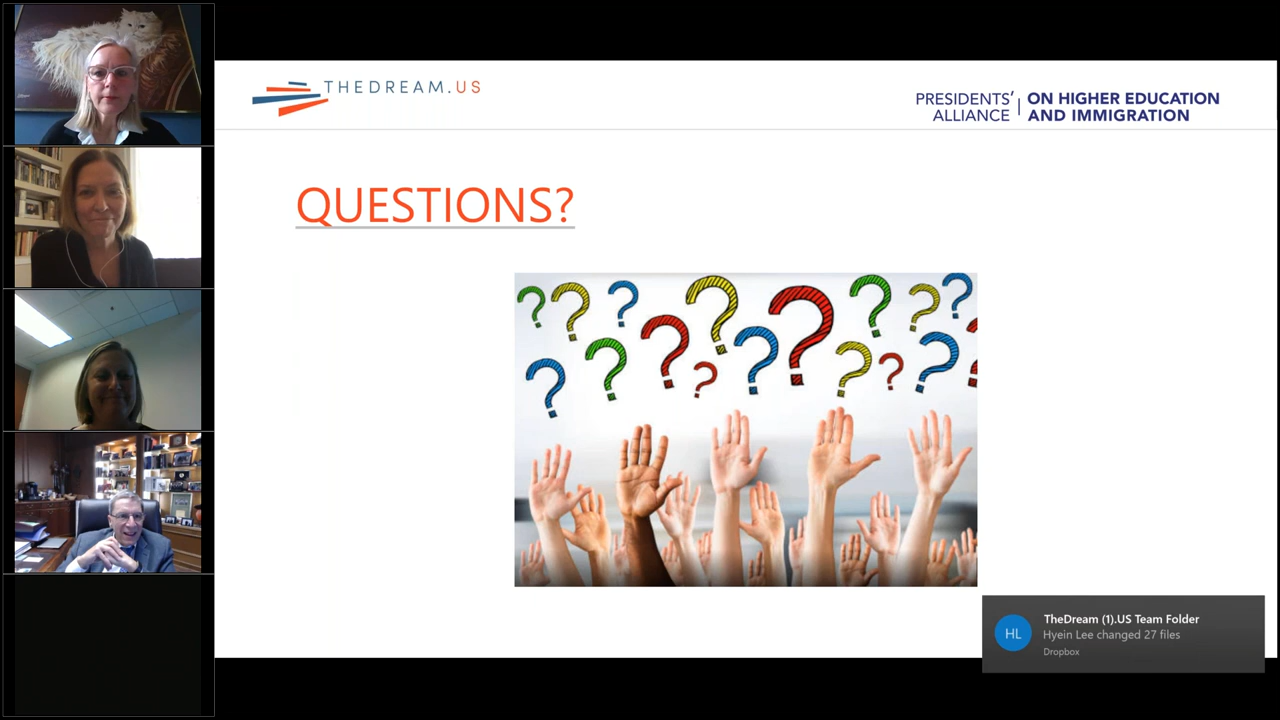 THEDREAM.US
PRESIDENTS' ALLIANCE
ON HIGHER EDUCATION
AND IMMIGRATION
QUESTIONS?
HL
TheDream (1).US Team Folder
Hyein Lee changed 27 files
Dropbox